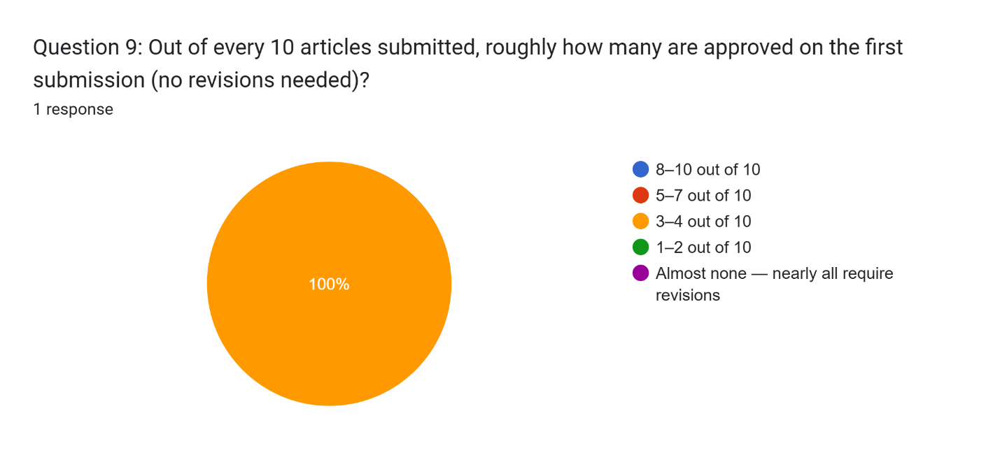 Question 9: Out of every 10 articles submitted, roughly how many are approved on the first
submission (no revisions needed)?
1 response
100%
8–10 out of 10
5–7 out of 10
3–4 out of 10
1–2 out of 10
Almost none — nearly all require
revisions